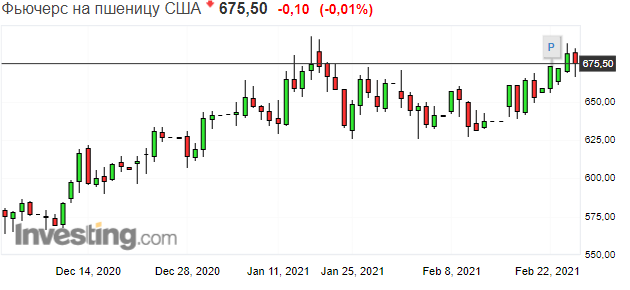 Фьючерс на пшеницу США 675,50 -0,10 (-0,01%)
P
675,50
650,00
625,00
600,00
575,00
550,00
Investing.com
Dec 14, 2020 Dec 28, 2020 Jan 11, 2021 Jan 25, 2021 Feb 8, 2021 Feb 22, 2021